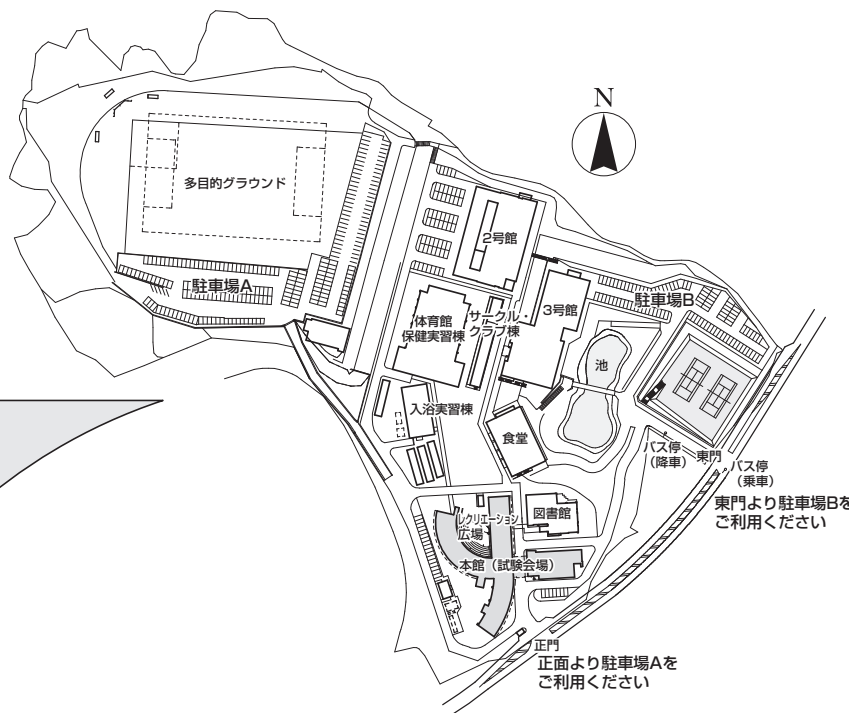 N
多目的グラウンド
2号館
駐車場A
駐車場B
3号館
サークル・
クラブ棟
体育館
保健実習棟
池
入浴実習棟
食堂
バス停
（降車）
東門
バス停
（乗車）
東門より駐車場Bを
ご利用ください
図書館
レクリエーション
広場
本館（試験会場）
正門
正面より駐車場Aを
ご利用ください